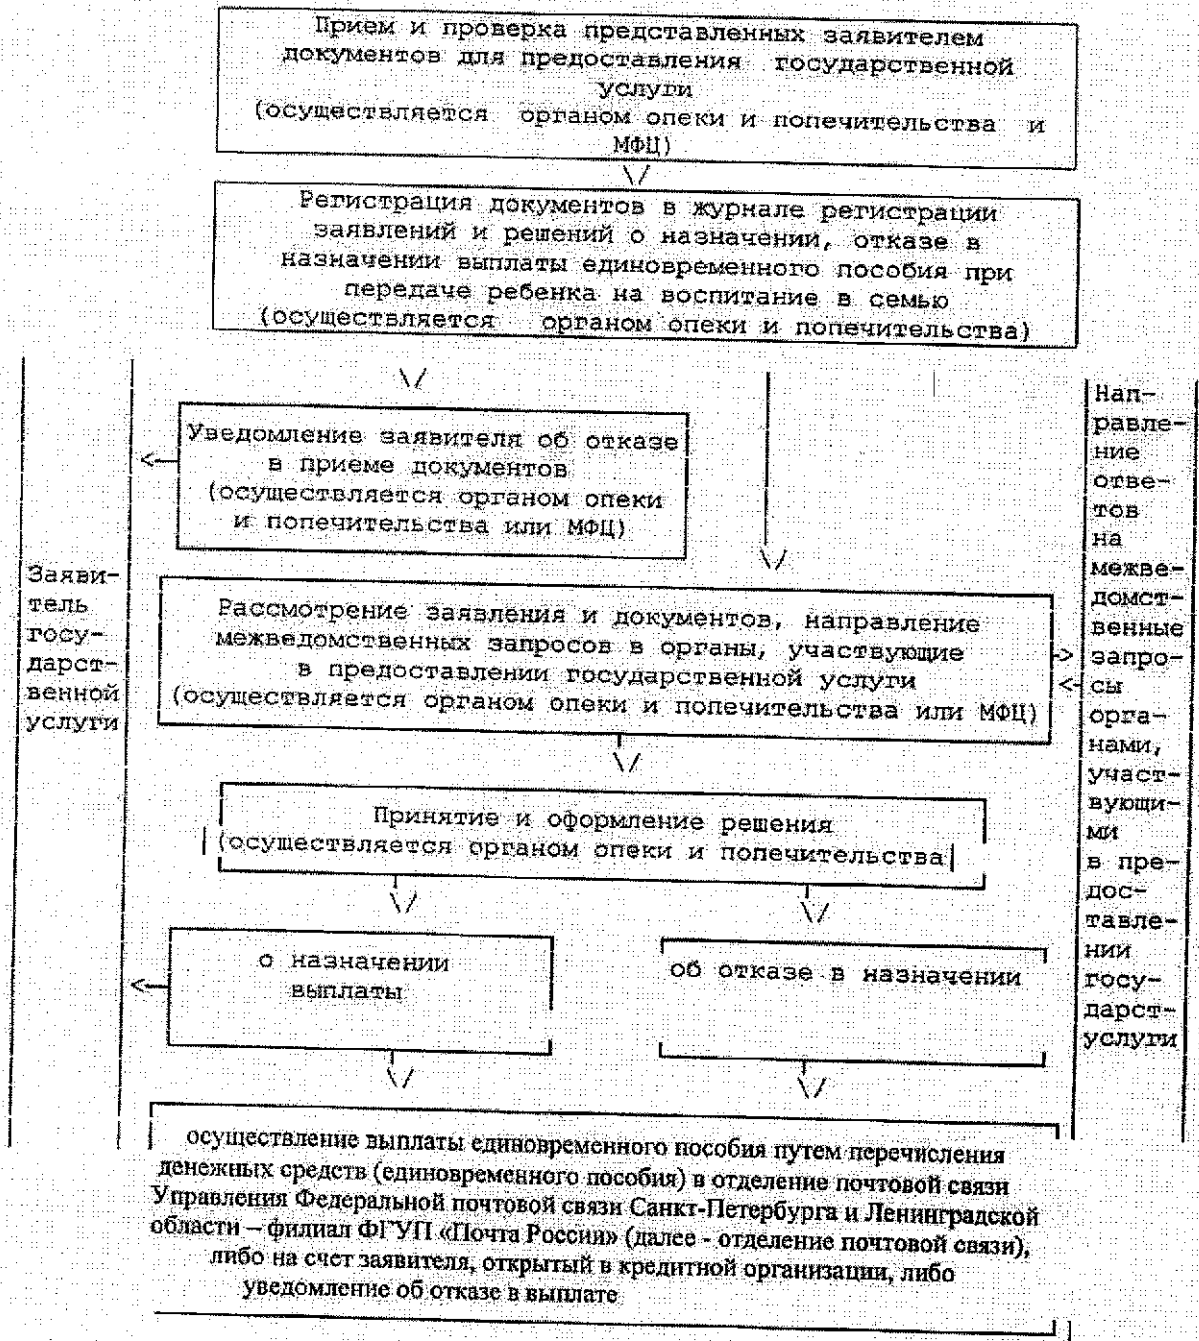 Прием и проверка представленных заявителем
документов для предоставления государственной
услуги
(осуществляется органом опеки и попечительства и
МФЦ)
Регистрация документов в журнале регистрации
заявлений и решений о назначении, отказе в
назначении выплаты единовременного пособия при
передаче ребенка на воспитание в семью
(осуществляется органом опеки и попечительства)
Уведомление заявителя об отказе
в приеме документов
(осуществляется органом опеки
и попечительства или МФЦ)
Заяви-
тель
госу-
дарст-
венной
услуги
Рассмотрение заявления и документов, направление
межведомственных запросов в органы, участвующие
в предоставлении государственной услуги
(осуществляется органом опеки и попечительства или МФЦ)
Нап-
равле-
ние
отве-
тов
на
межве-
домст-
венные
запро-
сы
орга-
нами,
участ-
вующи-
ми
в пре-
дос-
тавле-
нии
госу-
дарст-
услуги
Принятие и оформление решения
(осуществляется органом опеки и попечительства
о назначении
выплаты
об отказе в назначении
осуществление выплаты единовременного пособия путем перечисления
денежных средств (единовременного пособия) в отделение почтовой связи
Управления Федеральной почтовой связи Санкт-Петербурга и Ленинградской
области – филиал ФГУП «Почта России» (далее - отделение почтовой связи),
либо на счет заявителя, открытый в кредитной организации, либо
уведомление об отказе в выплате